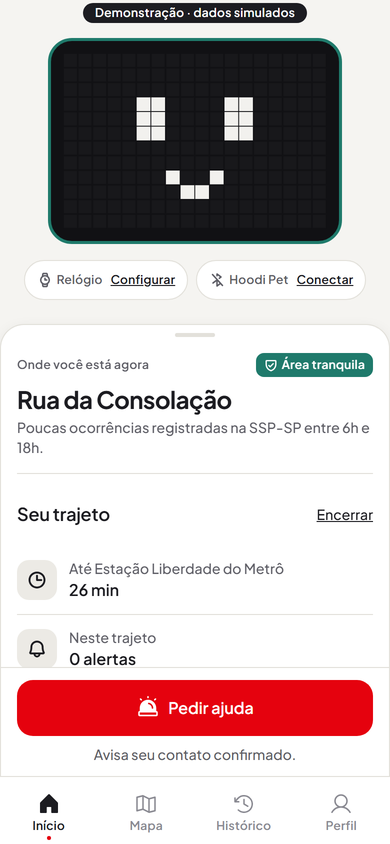 Demonstração · dados simulados
Relógio Configurar
Hoodi Pet Conectar
Onde você está agora
Área tranquila
Rua da Consolação
Poucas ocorrências registradas na SSP-SP entre 6h e
18h.
Seu trajeto
Encerrar
Até Estação Liberdade do Metrô
26 min
Neste trajeto
0 alertas
Pedir ajuda
Avisa seu contato confirmado.
Início
Mapa
Histórico
Perfil